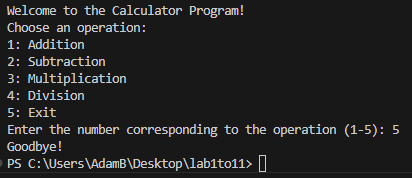 Welcome to the Calculator Program!
Choose an operation:
1: Addition
2: Subtraction
3: Multiplication
4: Division
5: Exit
Enter the number corresponding to the operation (1-5): 5
Goodbye!
PS C:\Users\AdamB\Desktop\lab1to11>